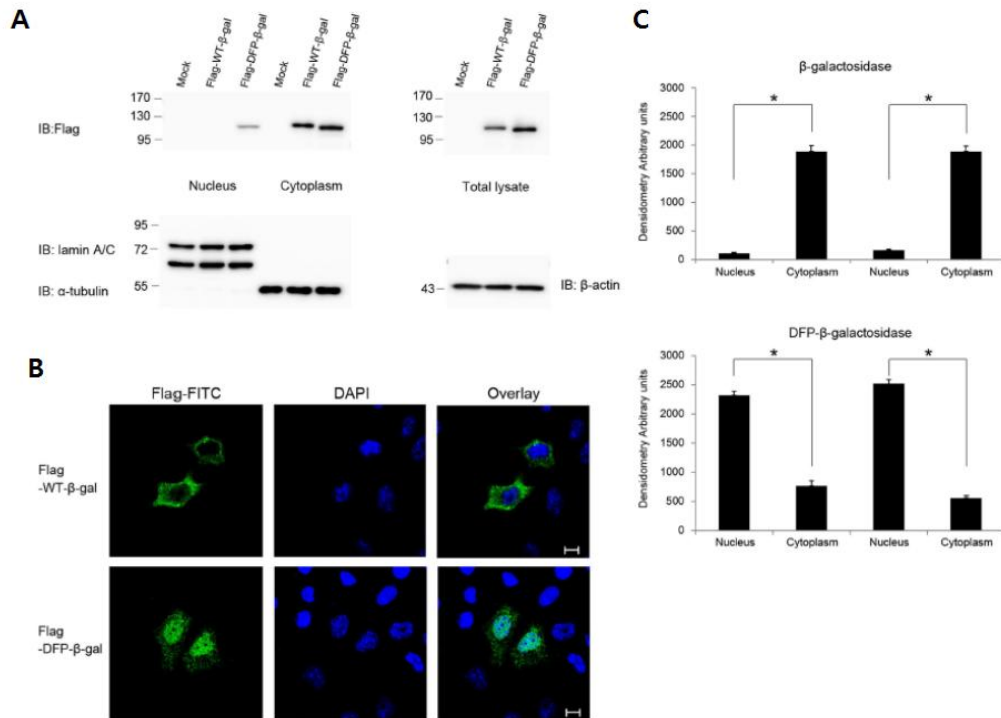 A
Mock
Flag-WT-β-gal
Flag-DFP-β-gal
Mock
Flag-WT-β-gal
Flag-DFP-β-gal
Mock
Flag-WT-β-gal
Flag-DFP-β-gal
IB:Flag
170
130
95
170
130
95
Nucleus Cytoplasm Total lysate
IB: lamin A/C
IB: α-tubulin
95
72
55
43
IB: β-actin
B
Flag-FITC DAPI Overlay
Flag
-WT-β-gal
Flag
-DFP-β-gal
C
β-galactosidase
Densidometry Arbitrary units
3000
2500
2000
1500
1000
500
0
* *
Nucleus Cytoplasm Nucleus Cytoplasm
DFP-β-galactosidase
Densidometry Arbitrary units
3000
2500
2000
1500
1000
500
0
* *
Nucleus Cytoplasm Nucleus Cytoplasm